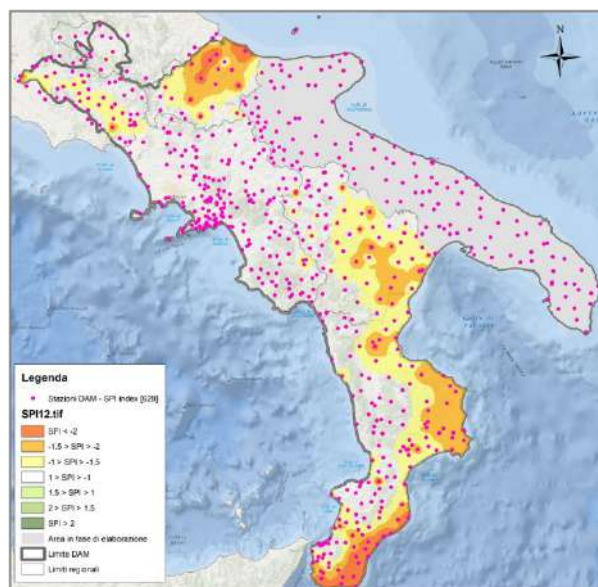 N
Legenda
Stazioni DAM - SPI index [629]
SPI12.tif
SPI < -2
-1.5 > SPI > -2
-1 > SPI > -1.5
1 > SPI > -1
1.5 > SPI > 1
2 > SPI > 1.5
SPI > 2
Area in fase di elaborazione
Limite DAM
Limiti regionali